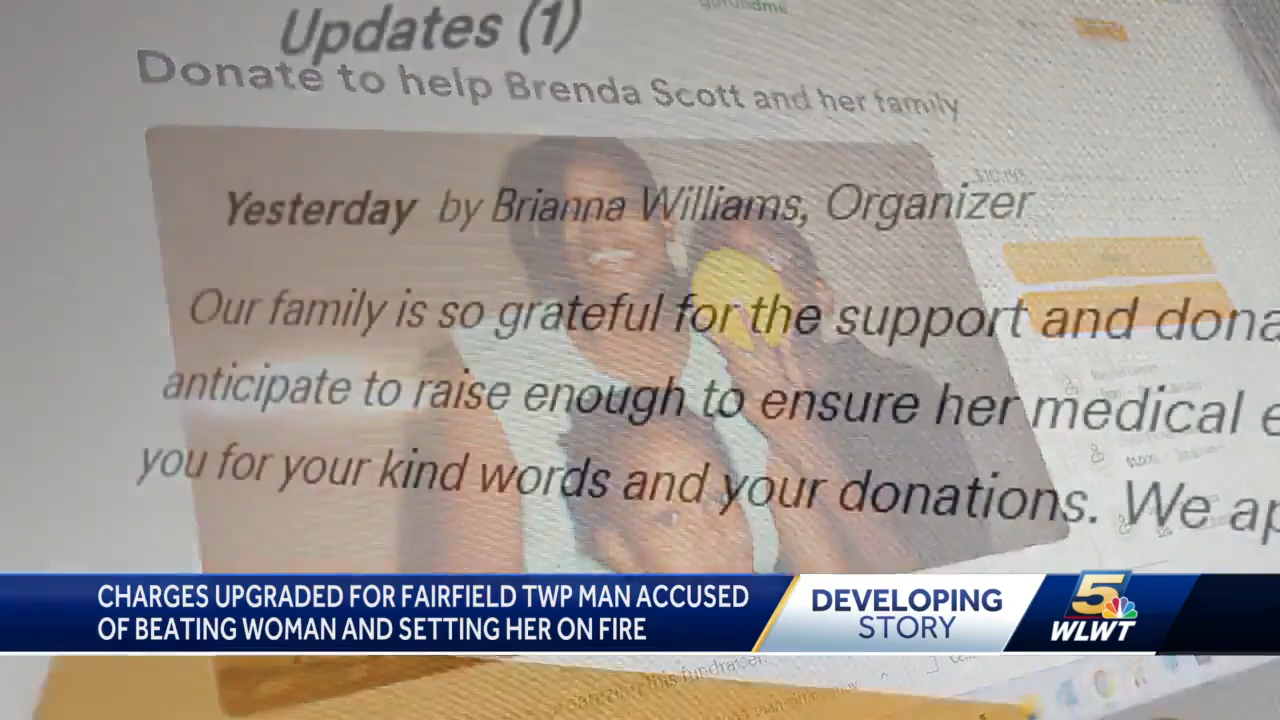 gofundme
Updates (1)
Donate to help Brenda Scott and her family
Yesterday by Brianna Williams, Organizer
Our family is so grateful for the support and dona
anticipate to raise enough to ensure her medical e
you for your kind words and your donations. We ap
CHARGES UPGRADED FOR FAIRFIELD TWP MAN ACCUSED
OF BEATING WOMAN AND SETTING HER ON FIRE
DEVELOPING
STORY
5
WLWT
this fundraiser.